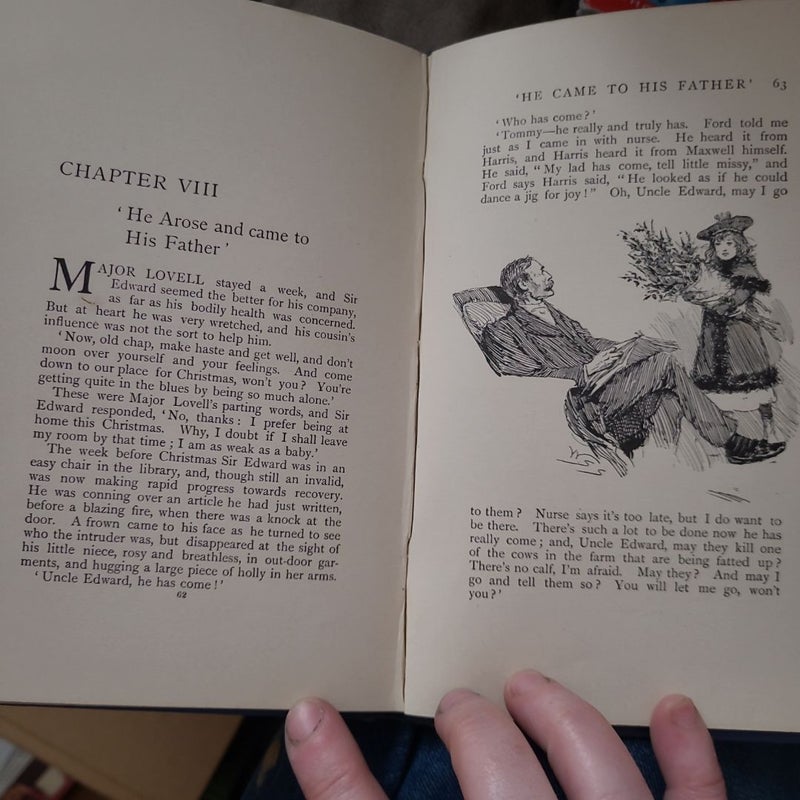 CHAPTER VIII
'He Arose and came to
His Father'
MAJOR LOVELL stayed a week, and Sir
Edward seemed the better for his company,
as far as his bodily health was concerned.
But at heart he was very wretched, and his cousin's
influence was not the sort to help him.
'Now, old chap, make haste and get well, and don't
moon over yourself and your feelings. And come
down to our place for Christmas, won't you? You're
getting quite in the blues by being so much alone.'
These were Major Lovell's parting words, and Sir
Edward responded, 'No, thanks: I prefer being at
home this Christmas. Why, I doubt if I shall leave
my room by that time; I am as weak as a baby.'
The week before Christmas Sir Edward was in an
easy chair in the library, and, though still an invalid,
was now making rapid progress towards recovery.
He was conning over an article he had just written,
before a blazing fire, when there was a knock at the
door. A frown came to his face as he turned to see
who the intruder was, but disappeared at the sight of
his little niece, rosy and breathless, in out-door gar-
ments, and hugging a large piece of holly in her arms.
'Uncle Edward, he has come!'
62
'HE CAME TO HIS FATHER' 63
'Who has come?'
'Tommy—he really and truly has. Ford told me
just as I came in with nurse. He heard it from
Harris, and Harris heard it from Maxwell himself.
He said, "My lad has come, tell little missy," and
Ford says Harris said, "He looked as if he could
dance a jig for joy!" Oh, Uncle Edward, may I go
to them? Nurse says it's too late, but I do want to
be there. There's such a lot to be done now he has
really come; and, Uncle Edward, may they kill one
of the cows in the farm that are being fatted up?
There's no calf, I'm afraid. May they? And may I
go and tell them so? You will let me go, won't
you?'